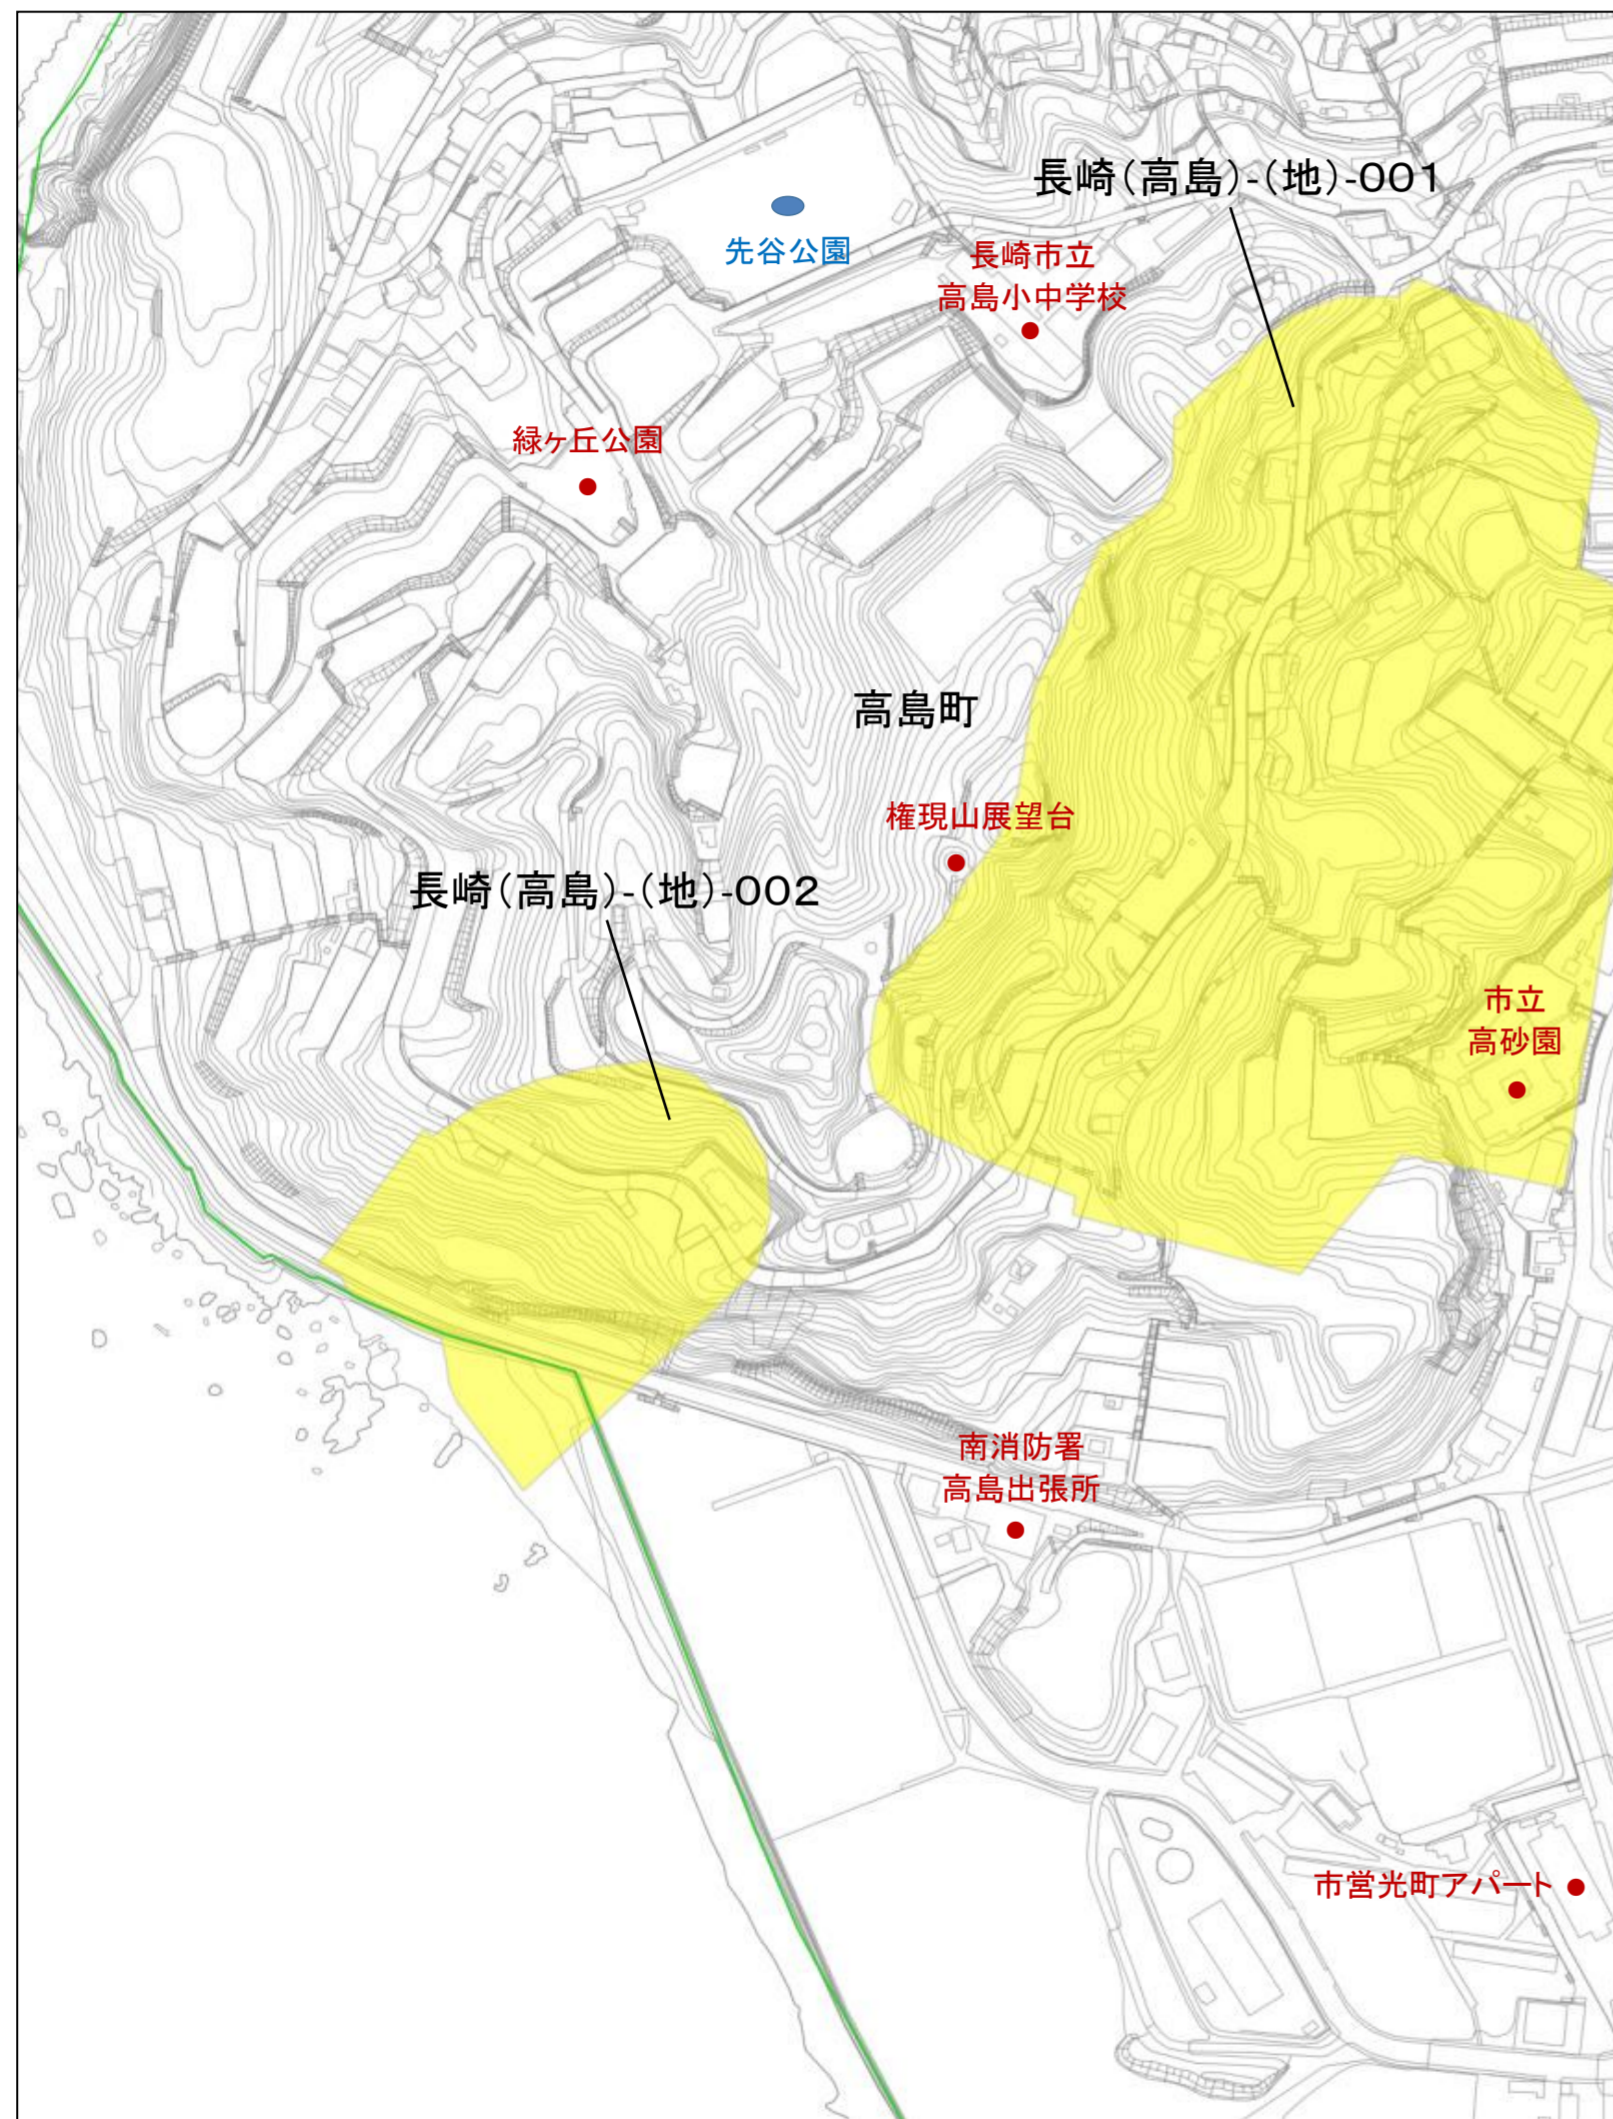 長崎(高島)-(地)-001
先谷公園
長崎市立
高島小中学校
緑ヶ丘公園
高島町
権現山展望台
長崎(高島)-(地)-002
市立
高砂園
南消防署
高島出張所
市営光町アパート